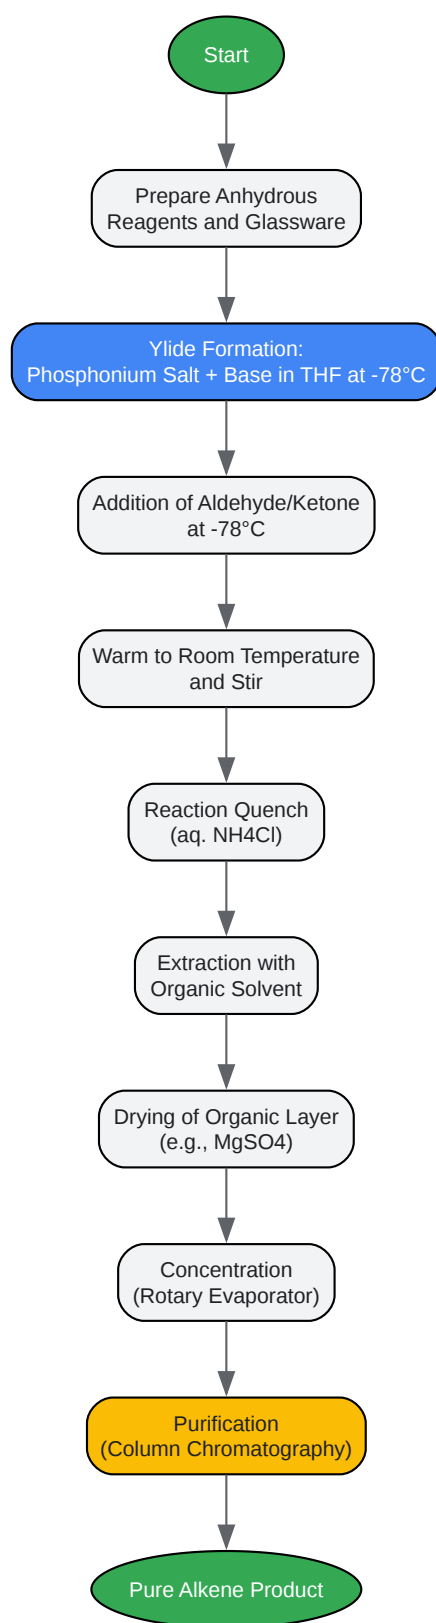 Start
Prepare Anhydrous
Reagents and Glassware
Ylide Formation:
Phosphonium Salt + Base in THF at -78°C
Addition of Aldehyde/Ketone
at -78°C
Warm to Room Temperature
and Stir
Reaction Quench
(aq. NH4Cl)
Extraction with
Organic Solvent
Drying of Organic Layer
(e.g., MgSO4)
Concentration
(Rotary Evaporator)
Purification
(Column Chromatography)
Pure Alkene Product